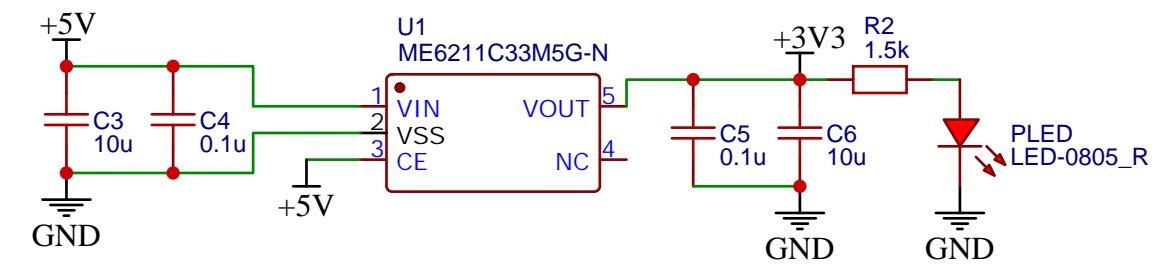 +5V
C3
10u
C4
0.1u
GND
U1
ME6211C33M5G-N
1
VIN
2
VSS
3
CE
VOUT
5
NC
4
+5V
+3V3
R2
1.5k
C5
0.1u
C6
10u
GND
PLED
LED-0805_R
GND